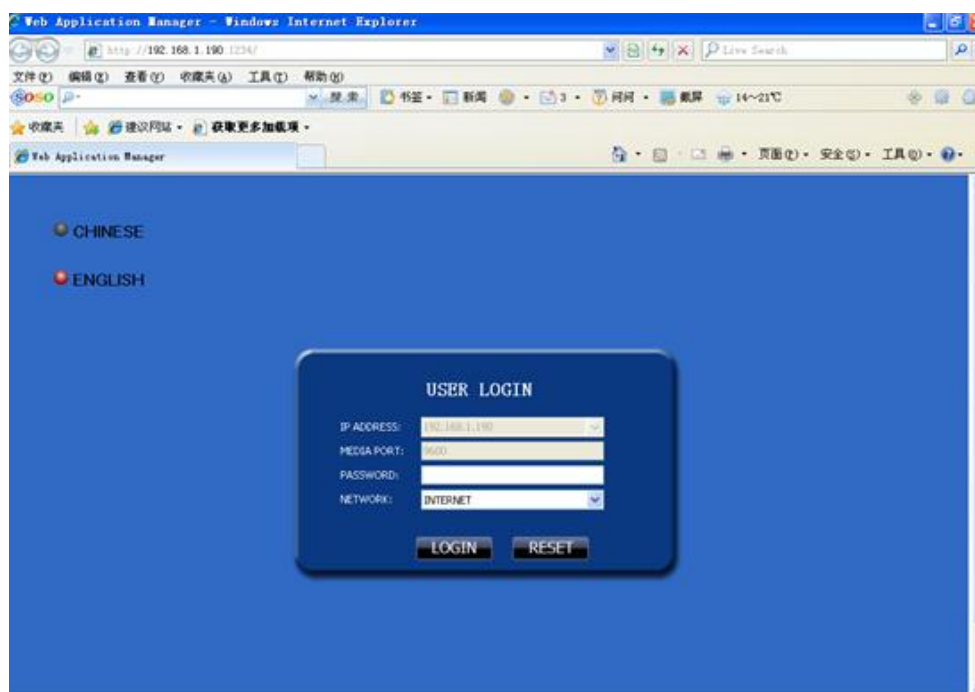 Web Application Manager - Windows Internet Explorer
http://192.168.1.190:1234/
Live Search
文件(F) 编辑(E) 查看(V) 收藏夹(A) 工具(T) 帮助(H)
SOSO 搜索 书签 新闻 3 问问 截屏 14~21℃
收藏夹 建议网站 获取更多加载项
Web Application Manager 页面(P) 安全(S) 工具(O)
CHINESE
ENGLISH
USER LOGIN
IP ADDRESS: 192.168.1.190
MEDIA PORT: 9600
PASSWORD:
NETWORK: INTERNET
LOGIN RESET